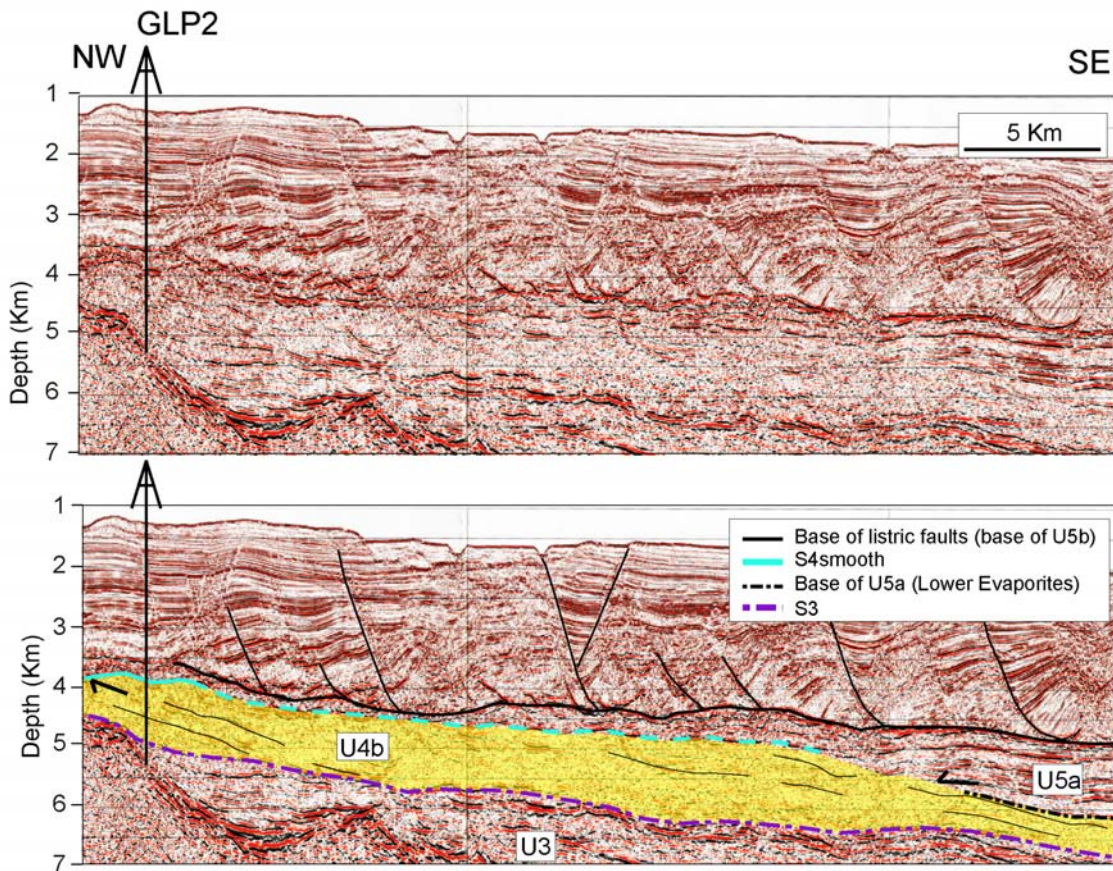 GLP2
NW
SE
1
2
3
4
5
6
7
Depth (Km)
5 Km
1
2
3
4
5
6
7
Depth (Km)
Base of listric faults (base of U5b)
S4smooth
Base of U5a (Lower Evaporites)
S3
U4b
U5a
U3